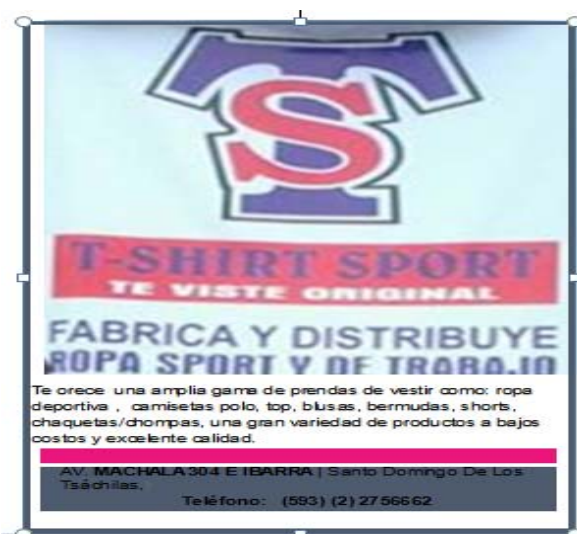 TS
T-SHIRT SPORT
TE VISTE ORIGINAL
FABRICA Y DISTRIBUYE
ROPA SPORT Y DE TRABAJO
Te orece una amplia gama de prendas de vestir como: ropa
deportiva , camisetas polo, top, blusas, bermudas, shorts,
chaquetas/chompas, una gran variedad de productos a bajos
costos y excelente calidad.
AV. MACHALA 304 E IBARRA | Santo Domingo De Los
Tsáchilas,
Teléfono: (593) (2) 2756662